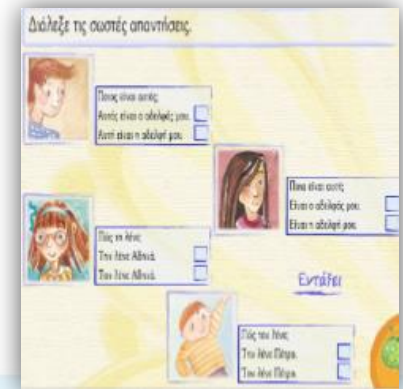 Διάλεξε τις σωστές απαντήσεις.
Ποιος είναι αυτός;
Αυτός είναι ο αδελφός μου.
Αυτή είναι η αδελφή μου.
Ποια είναι αυτή;
Είναι ο αδελφός μου.
Είναι η αδελφή μου.
Πώς τη λένε;
Την λένε Αθηνά.
Τον λένε Αθηνά.
Εντάξει
Πώς τον λένε;
Την λένε Πέτρο.
Τον λένε Πέτρο.